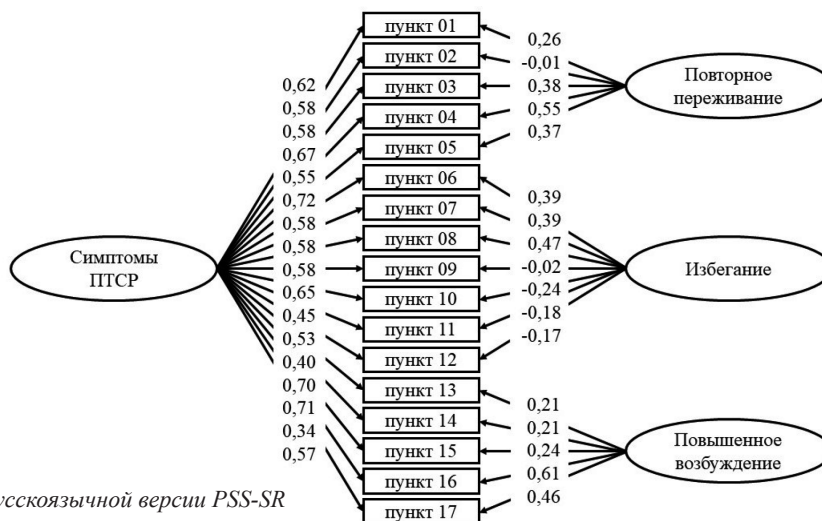 пункт 01
пункт 02
пункт 03
пункт 04
пункт 05
пункт 06
пункт 07
пункт 08
пункт 09
пункт 10
пункт 11
пункт 12
пункт 13
пункт 14
пункт 15
пункт 16
пункт 17
0,62
0,58
0,58
0,67
0,55
0,72
0,58
0,58
0,58
0,65
0,45
0,53
0,40
0,70
0,71
0,34
0,57
Симптомы
ПТСР
0,26
-0,01
0,38
0,55
0,37
Повторное
переживание
0,39
0,39
0,47
-0,02
-0,24
-0,18
-0,17
Избегание
0,21
0,21
0,24
0,61
0,46
Повышенное
возбуждение
усскоязычной версии PSS-SR